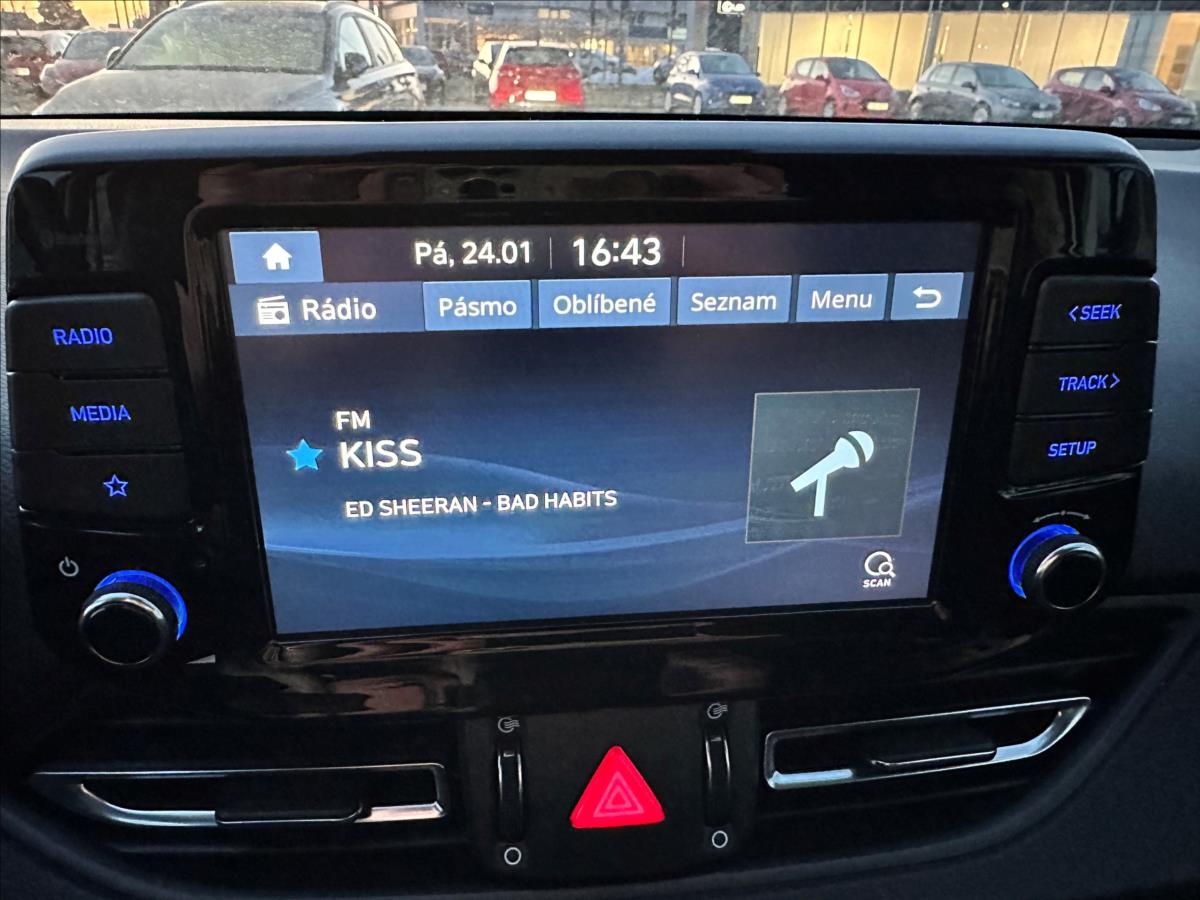 Pá, 24.01 16:43
Rádio Pásmo Oblíbené Seznam Menu
RADIO
MEDIA
<SEEK
TRACK>
SETUP
FM
KISS
ED SHEERAN - BAD HABITS
SCAN